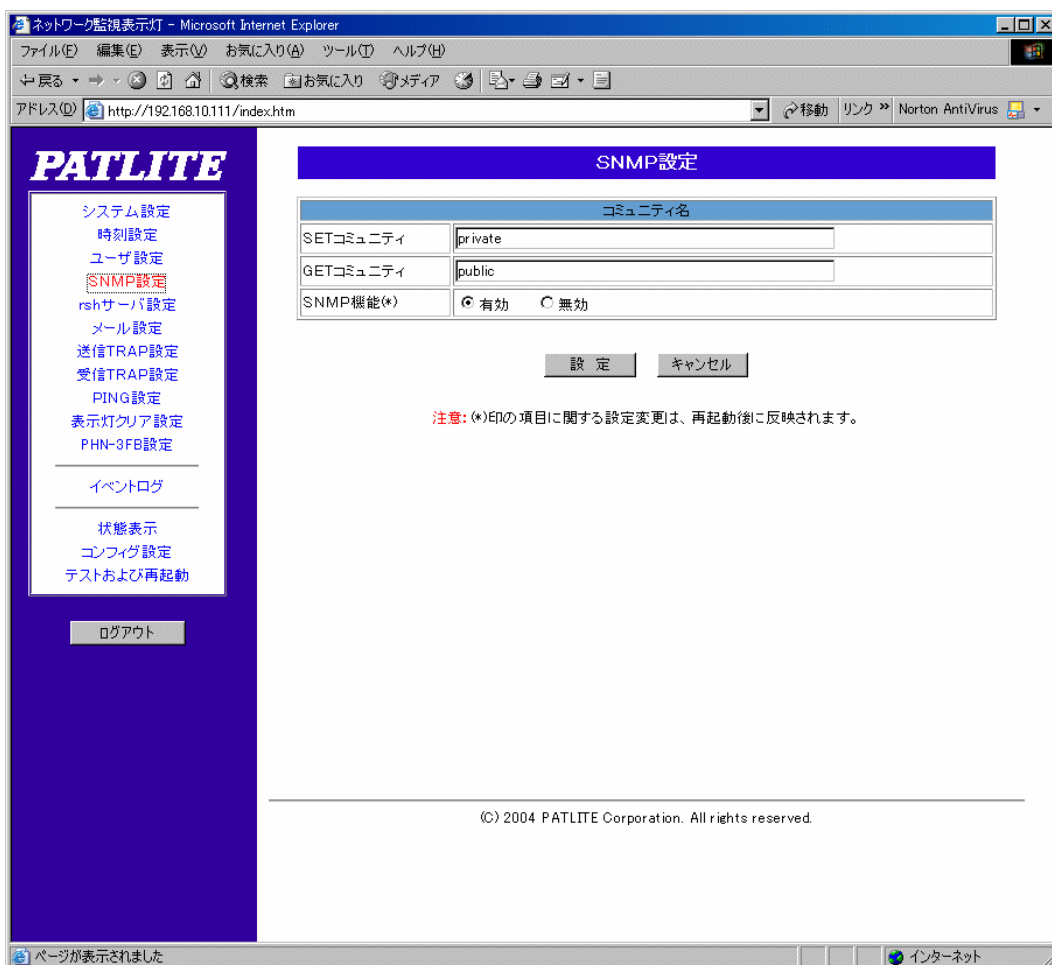 ネットワーク監視表示灯 - Microsoft Internet Explorer
ファイル(F) 編集(E) 表示(V) お気に入り(A) ツール(T) ヘルプ(H)
戻る 検索 お気に入り メディア
アドレス(D) http://192.168.10.111/index.htm 移動 リンク » Norton AntiVirus
PATLITE
システム設定
時刻設定
ユーザ設定
SNMP設定
rshサーバ設定
メール設定
送信TRAP設定
受信TRAP設定
PING設定
表示灯クリア設定
PHN-3FB設定
イベントログ
状態表示
コンフィグ設定
テストおよび再起動
ログアウト
SNMP設定
コミュニティ名
SETコミュニティ private
GETコミュニティ public
SNMP機能(*) 有効 無効
設 定 キャンセル
注意:(*)印の項目に関する設定変更は、再起動後に反映されます。
(C) 2004 PATLITE Corporation. All rights reserved.
ページが表示されました インターネット